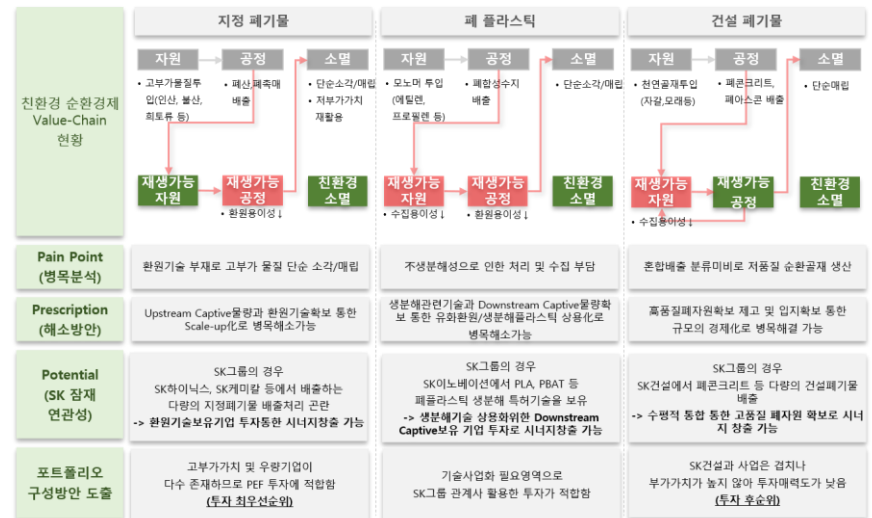 지정 폐기물
폐 플라스틱
건설 폐기물
친환경 순환경제
Value-Chain
현황
자원
공정
소멸
• 고부가물질투
입(인산, 불산,
희토류 등)
• 폐산,폐촉매
배출
• 단순소각/매립
• 저부가가치
재활용
재생가능
자원
재생가능
공정
친환경
소멸
• 환원용이성↓
자원
공정
소멸
• 모노머 투입
(에틸렌,
프로필렌 등)
• 폐합성수지
배출
• 단순소각/매립
재생가능
자원
재생가능
공정
친환경
소멸
• 수집용이성↓
• 환원용이성↓
자원
공정
소멸
• 천연골재투입
(자갈,모래등)
• 폐콘크리트,
폐아스콘 배출
• 단순매립
재생가능
자원
재생가능
공정
친환경
소멸
• 수집용이성↓
Pain Point
(병목분석)
환원기술 부재로 고부가 물질 단순 소각/매립
不생분해성으로 인한 처리 및 수집 부담
혼합배출 분류미비로 저품질 순환골재 생산
Prescription
(해소방안)
Upstream Captive물량과 환원기술확보 통한
Scale-up化로 병목해소가능
생분해관련기술과 Downstream Captive물량확
보 통한 유화환원/생분해플라스틱 상용화로
병목해소가능
高품질폐자원확보 제고 및 입지확보 통한
규모의 경제화로 병목해결 가능
Potential
(SK 잠재
연관성)
SK그룹의 경우
SK하이닉스, SK케미칼 등에서 배출하는
다량의 지정폐기물 배출처리 곤란
-> 환원기술보유기업 투자통한 시너지창출 가능
SK그룹의 경우
SK이노베이션에서 PLA, PBAT 등
폐플라스틱 생분해 특허기술을 보유
-> 생분해기술 상용화위한 Downstream
Captive보유 기업 투자로 시너지창출 가능
SK그룹의 경우
SK건설에서 폐콘크리트 등 다량의 건설폐기물
배출
-> 수평적 통합 통한 고품질 폐자원 확보로 시너
지 창출 가능
포트폴리오
구성방안 도출
고부가가치 및 우량기업이
다수 존재하므로 PEF 투자에 적합함
(투자 최우선순위)
기술사업화 필요영역으로
SK그룹 관계사 활용한 투자가 적합함
SK건설과 사업은 겹치나
부가가치가 높지 않아 투자매력도가 낮음
(투자 후순위)